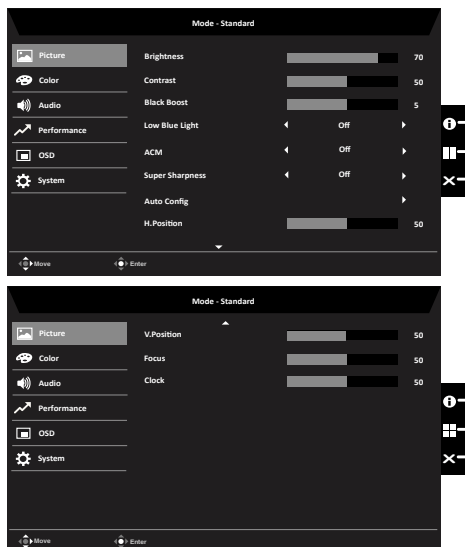 Mode - Standard
Picture
Color
Audio
Performance
OSD
System
Brightness 70
Contrast 50
Black Boost 5
Low Blue Light Off
ACM Off
Super Sharpness Off
Auto Config
H.Position 50
Move Enter
Mode - Standard
Picture
Color
Audio
Performance
OSD
System
V.Position 50
Focus 50
Clock 50
Move Enter